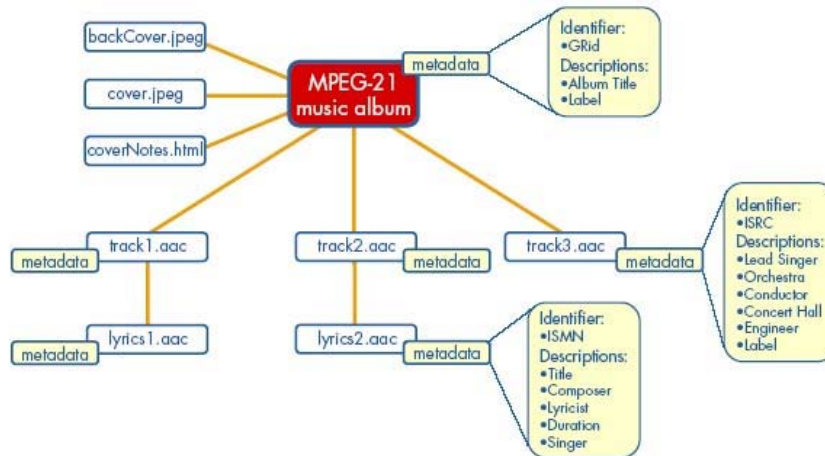 backCover.jpeg
cover.jpeg
coverNotes.html
MPEG-21
music album
metadata
Identifier:
•GRid
Descriptions:
•Album Title
•Label
track1.aac
metadata
track2.aac
metadata
track3.aac
metadata
Identifier:
•ISRC
Descriptions:
•Lead Singer
•Orchestra
•Conductor
•Concert Hall
•Engineer
•Label
lyrics1.aac
metadata
lyrics2.aac
metadata
Identifier:
•ISMN
Descriptions:
•Title
•Composer
•Lyricist
•Duration
•Singer